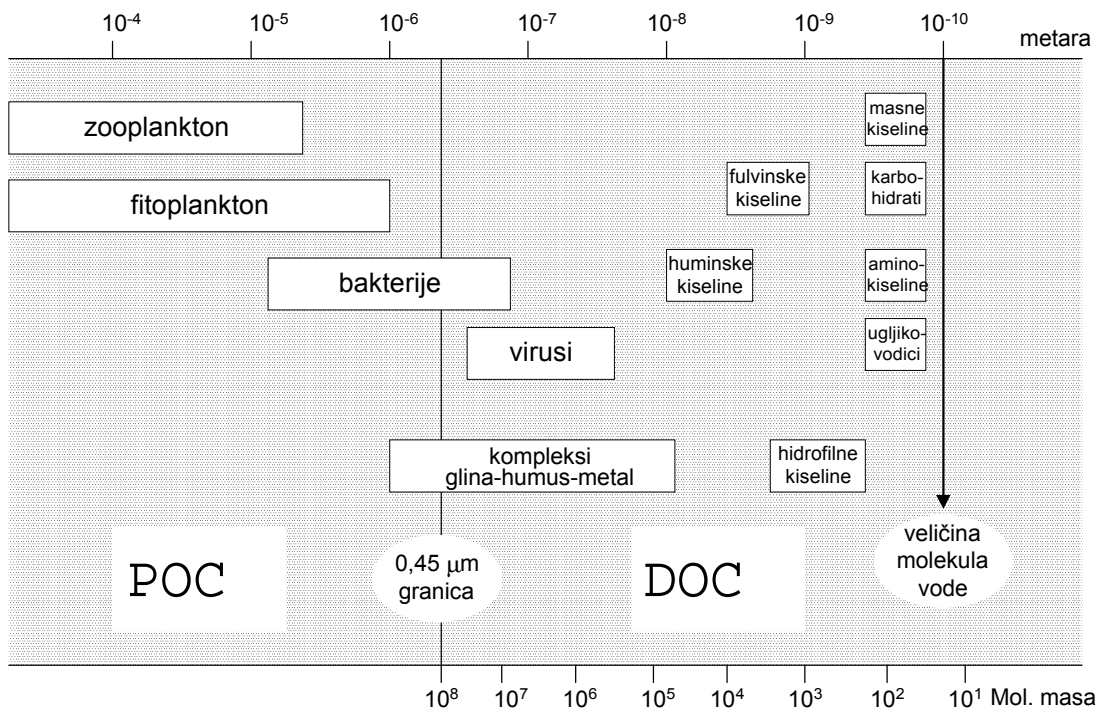 10⁻⁴ 10⁻⁵ 10⁻⁶ 10⁻⁷ 10⁻⁸ 10⁻⁹ 10⁻¹⁰
metara
zooplankton
masne
kiseline
fitoplankton
fulvinske
kiseline
karbo-
hidrati
bakterije
huminske
kiseline
amino-
kiseline
virusi
ugljiko-
vodici
kompleksi
glina-humus-metal
hidrofilne
kiseline
POC
0,45 μm
granica
DOC
veličina
molekula
vode
10⁸ 10⁷ 10⁶ 10⁵ 10⁴ 10³ 10² 10¹ Mol. masa